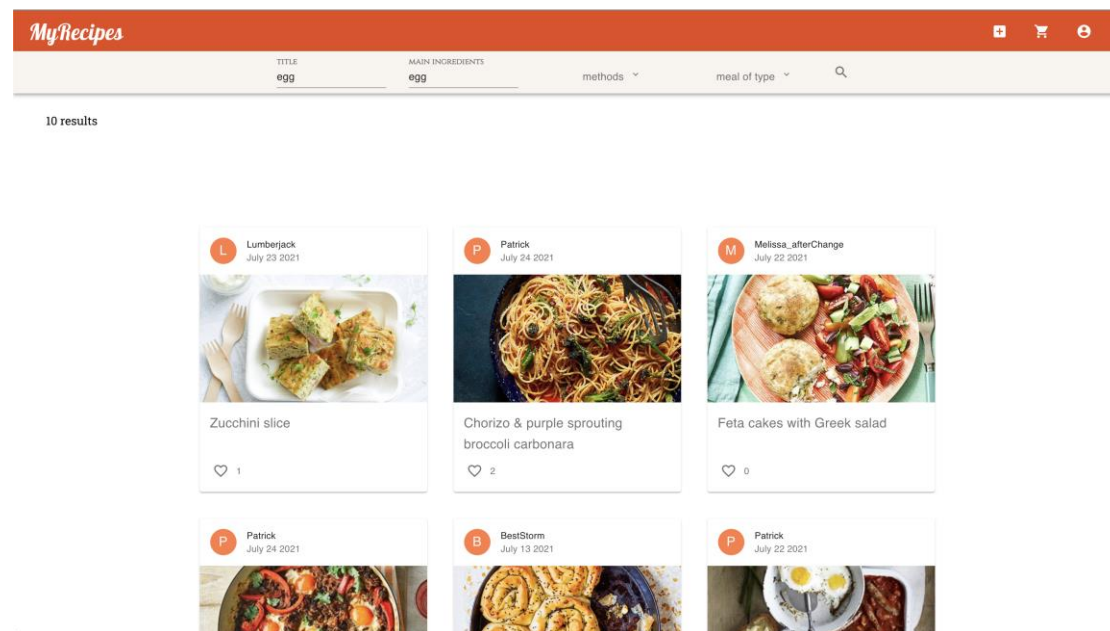 MyRecipes
TITLE
egg
MAIN INGREDIENTS
egg
methods
meal of type
10 results
L
Lumberjack
July 23 2021
Zucchini slice
1
P
Patrick
July 24 2021
Chorizo & purple sprouting
broccoli carbonara
2
M
Melissa_afterChange
July 22 2021
Feta cakes with Greek salad
0
P
Patrick
July 24 2021
B
BestStorm
July 13 2021
P
Patrick
July 22 2021